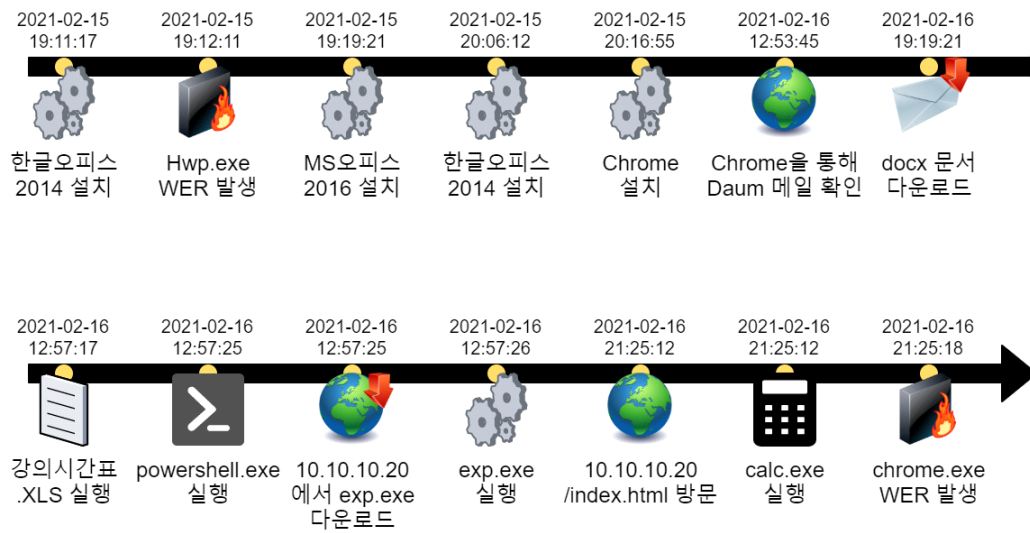 2021-02-15
19:11:17
한글오피스
2014 설치
2021-02-15
19:12:11
Hwp.exe
WER 발생
2021-02-15
19:19:21
MS오피스
2016 설치
2021-02-15
20:06:12
한글오피스
2014 설치
2021-02-15
20:16:55
Chrome
설치
2021-02-16
12:53:45
Chrome을 통해
Daum 메일 확인
2021-02-16
19:19:21
docx 문서
다운로드
2021-02-16
12:57:17
강의시간표
.XLS 실행
2021-02-16
12:57:25
powershell.exe
실행
2021-02-16
12:57:25
10.10.10.20
에서 exp.exe
다운로드
2021-02-16
12:57:26
exp.exe
실행
2021-02-16
21:25:12
10.10.10.20
/index.html 방문
2021-02-16
21:25:12
calc.exe
실행
2021-02-16
21:25:18
chrome.exe
WER 발생